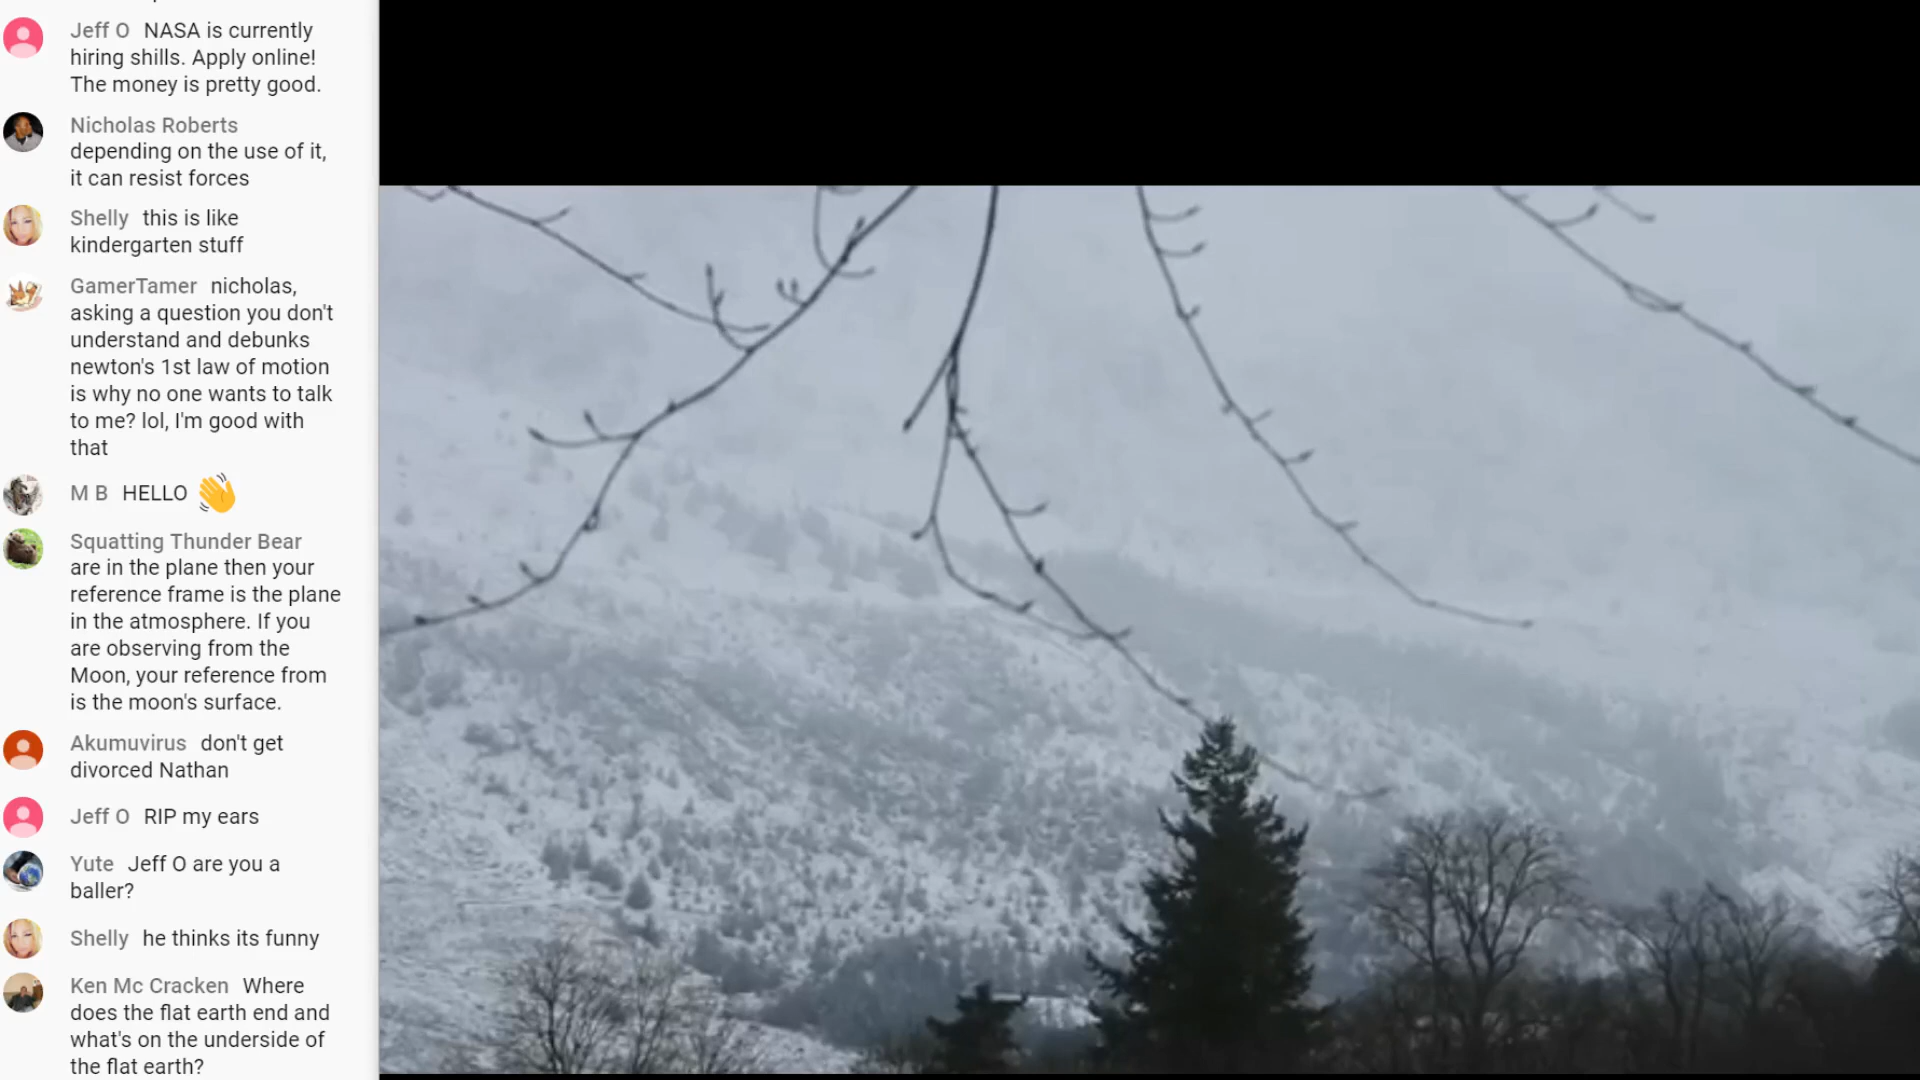 Jeff O NASA is currently
hiring shills. Apply online!
The money is pretty good.
Nicholas Roberts
depending on the use of it,
it can resist forces
Shelly this is like
kindergarten stuff
GamerTamer nicholas,
asking a question you don't
understand and debunks
newton's 1st law of motion
is why no one wants to talk
to me? lol, I'm good with
that
M B HELLO 👋
Squatting Thunder Bear
are in the plane then your
reference frame is the plane
in the atmosphere. If you
are observing from the
Moon, your reference from
is the moon's surface.
Akumuvirus don't get
divorced Nathan
Jeff O RIP my ears
Yute Jeff O are you a
baller?
Shelly he thinks its funny
Ken Mc Cracken Where
does the flat earth end and
what's on the underside of
the flat earth?